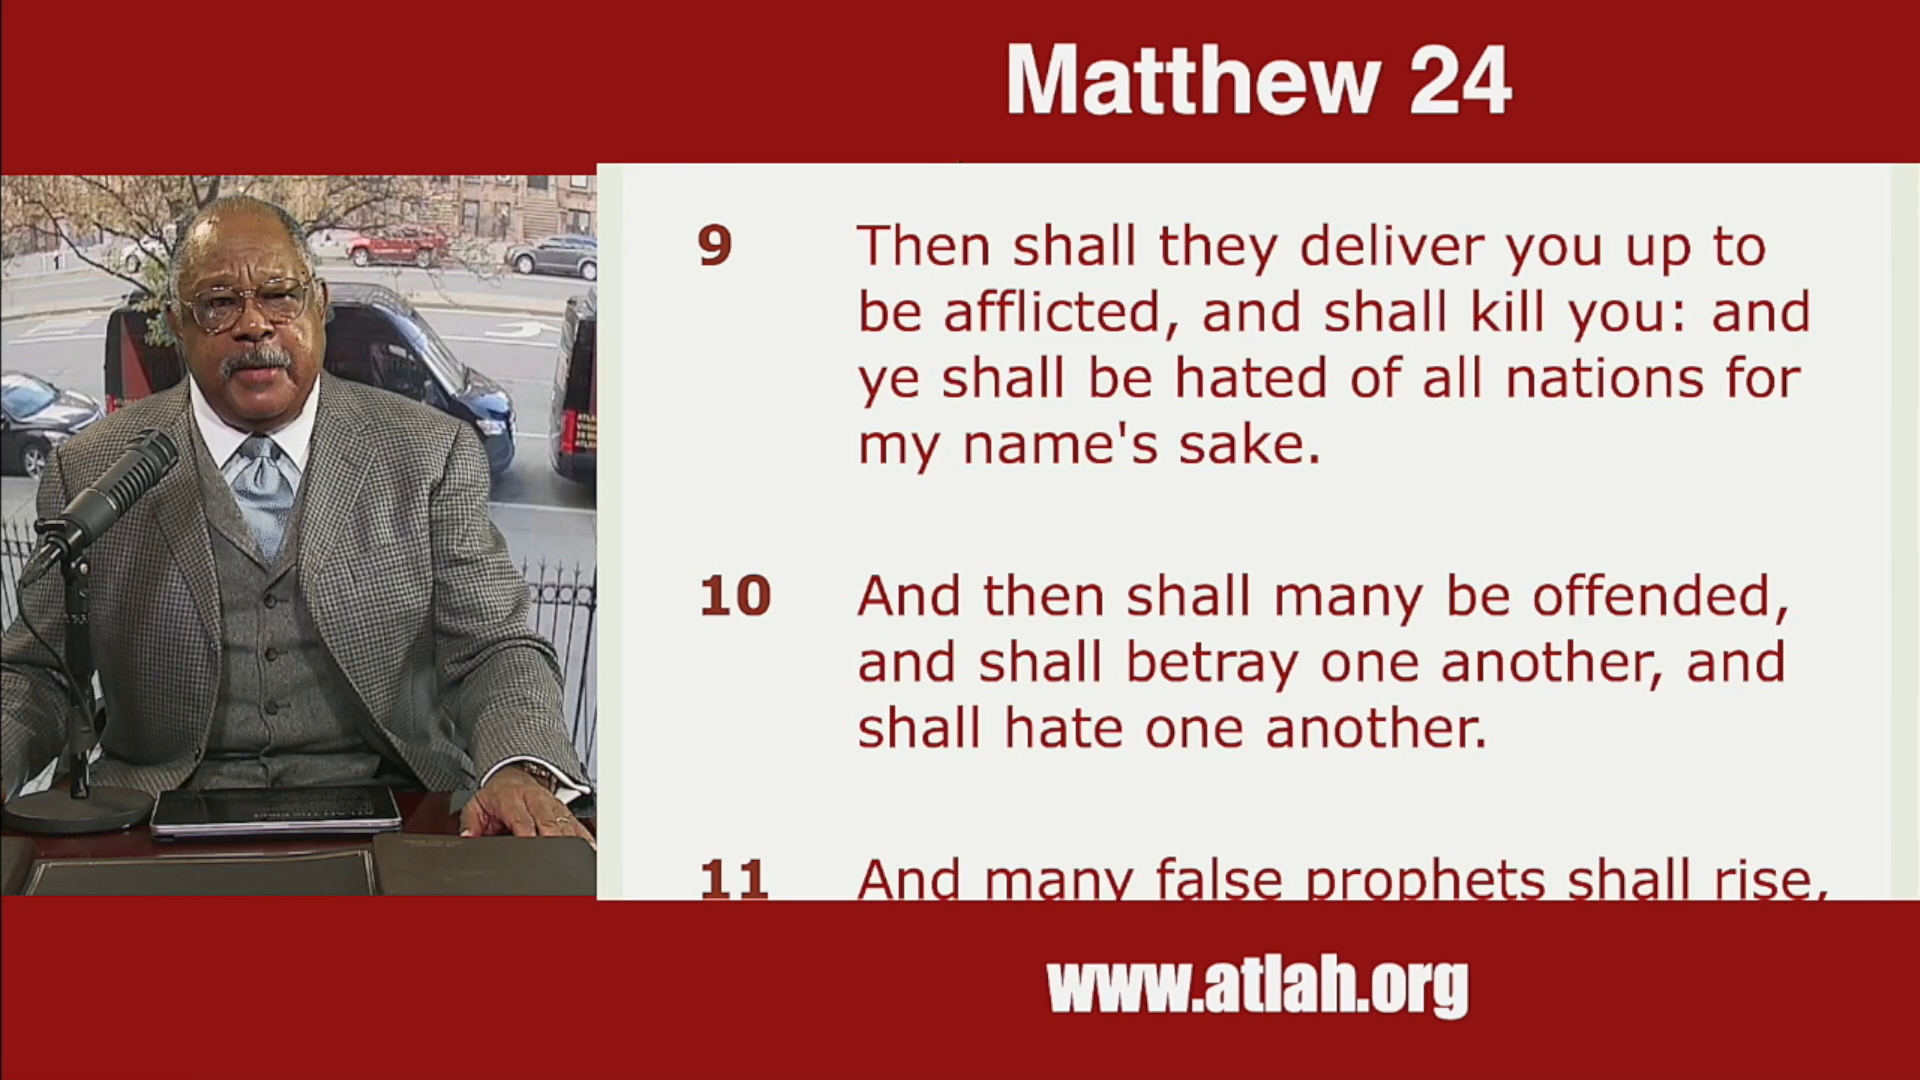 Matthew 24
9 Then shall they deliver you up to
be afflicted, and shall kill you: and
ye shall be hated of all nations for
my name's sake.
10 And then shall many be offended,
and shall betray one another, and
shall hate one another.
11 And many false prophets shall rise,
www.atlah.org